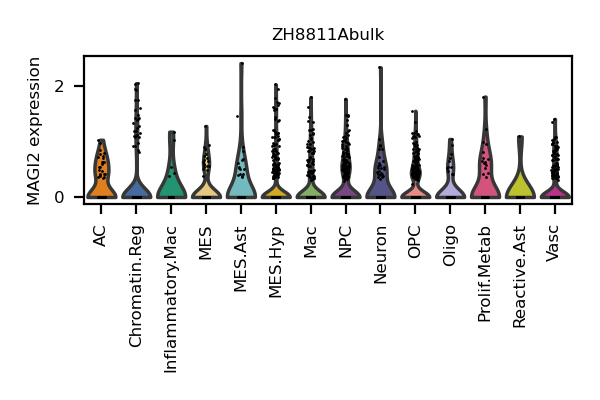 ZH8811Abulk
MAGI2 expression
2
0
AC
Chromatin.Reg
Inflammatory.Mac
MES
MES.Ast
MES.Hyp
Mac
NPC
Neuron
OPC
Oligo
Prolif.Metab
Reactive.Ast
Vasc